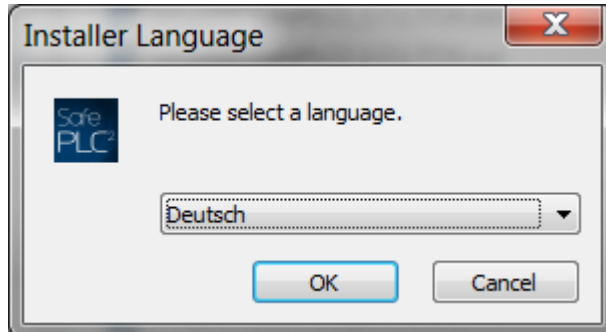 Installer Language
Safe
PLC²
Please select a language.
Deutsch
OK
Cancel